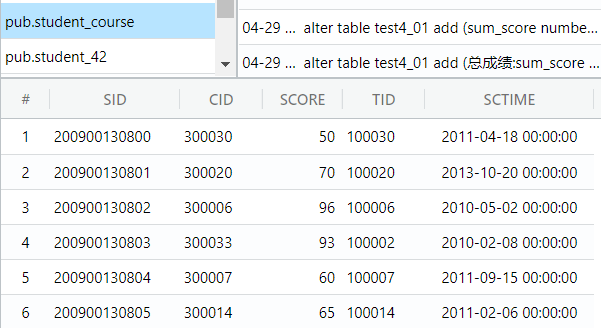 pub.student_course
pub.student_42
04-29 ... alter table test4_01 add (sum_score numbe...
04-29 ... alter table test4_01 add (总成绩:sum_score ...
# SID CID SCORE TID SCTIME
1 200900130800 300030 50 100030 2011-04-18 00:00:00
2 200900130801 300020 70 100020 2013-10-20 00:00:00
3 200900130802 300006 96 100006 2010-05-02 00:00:00
4 200900130803 300033 93 100002 2010-02-08 00:00:00
5 200900130804 300007 60 100007 2011-09-15 00:00:00
6 200900130805 300014 65 100014 2011-02-06 00:00:00